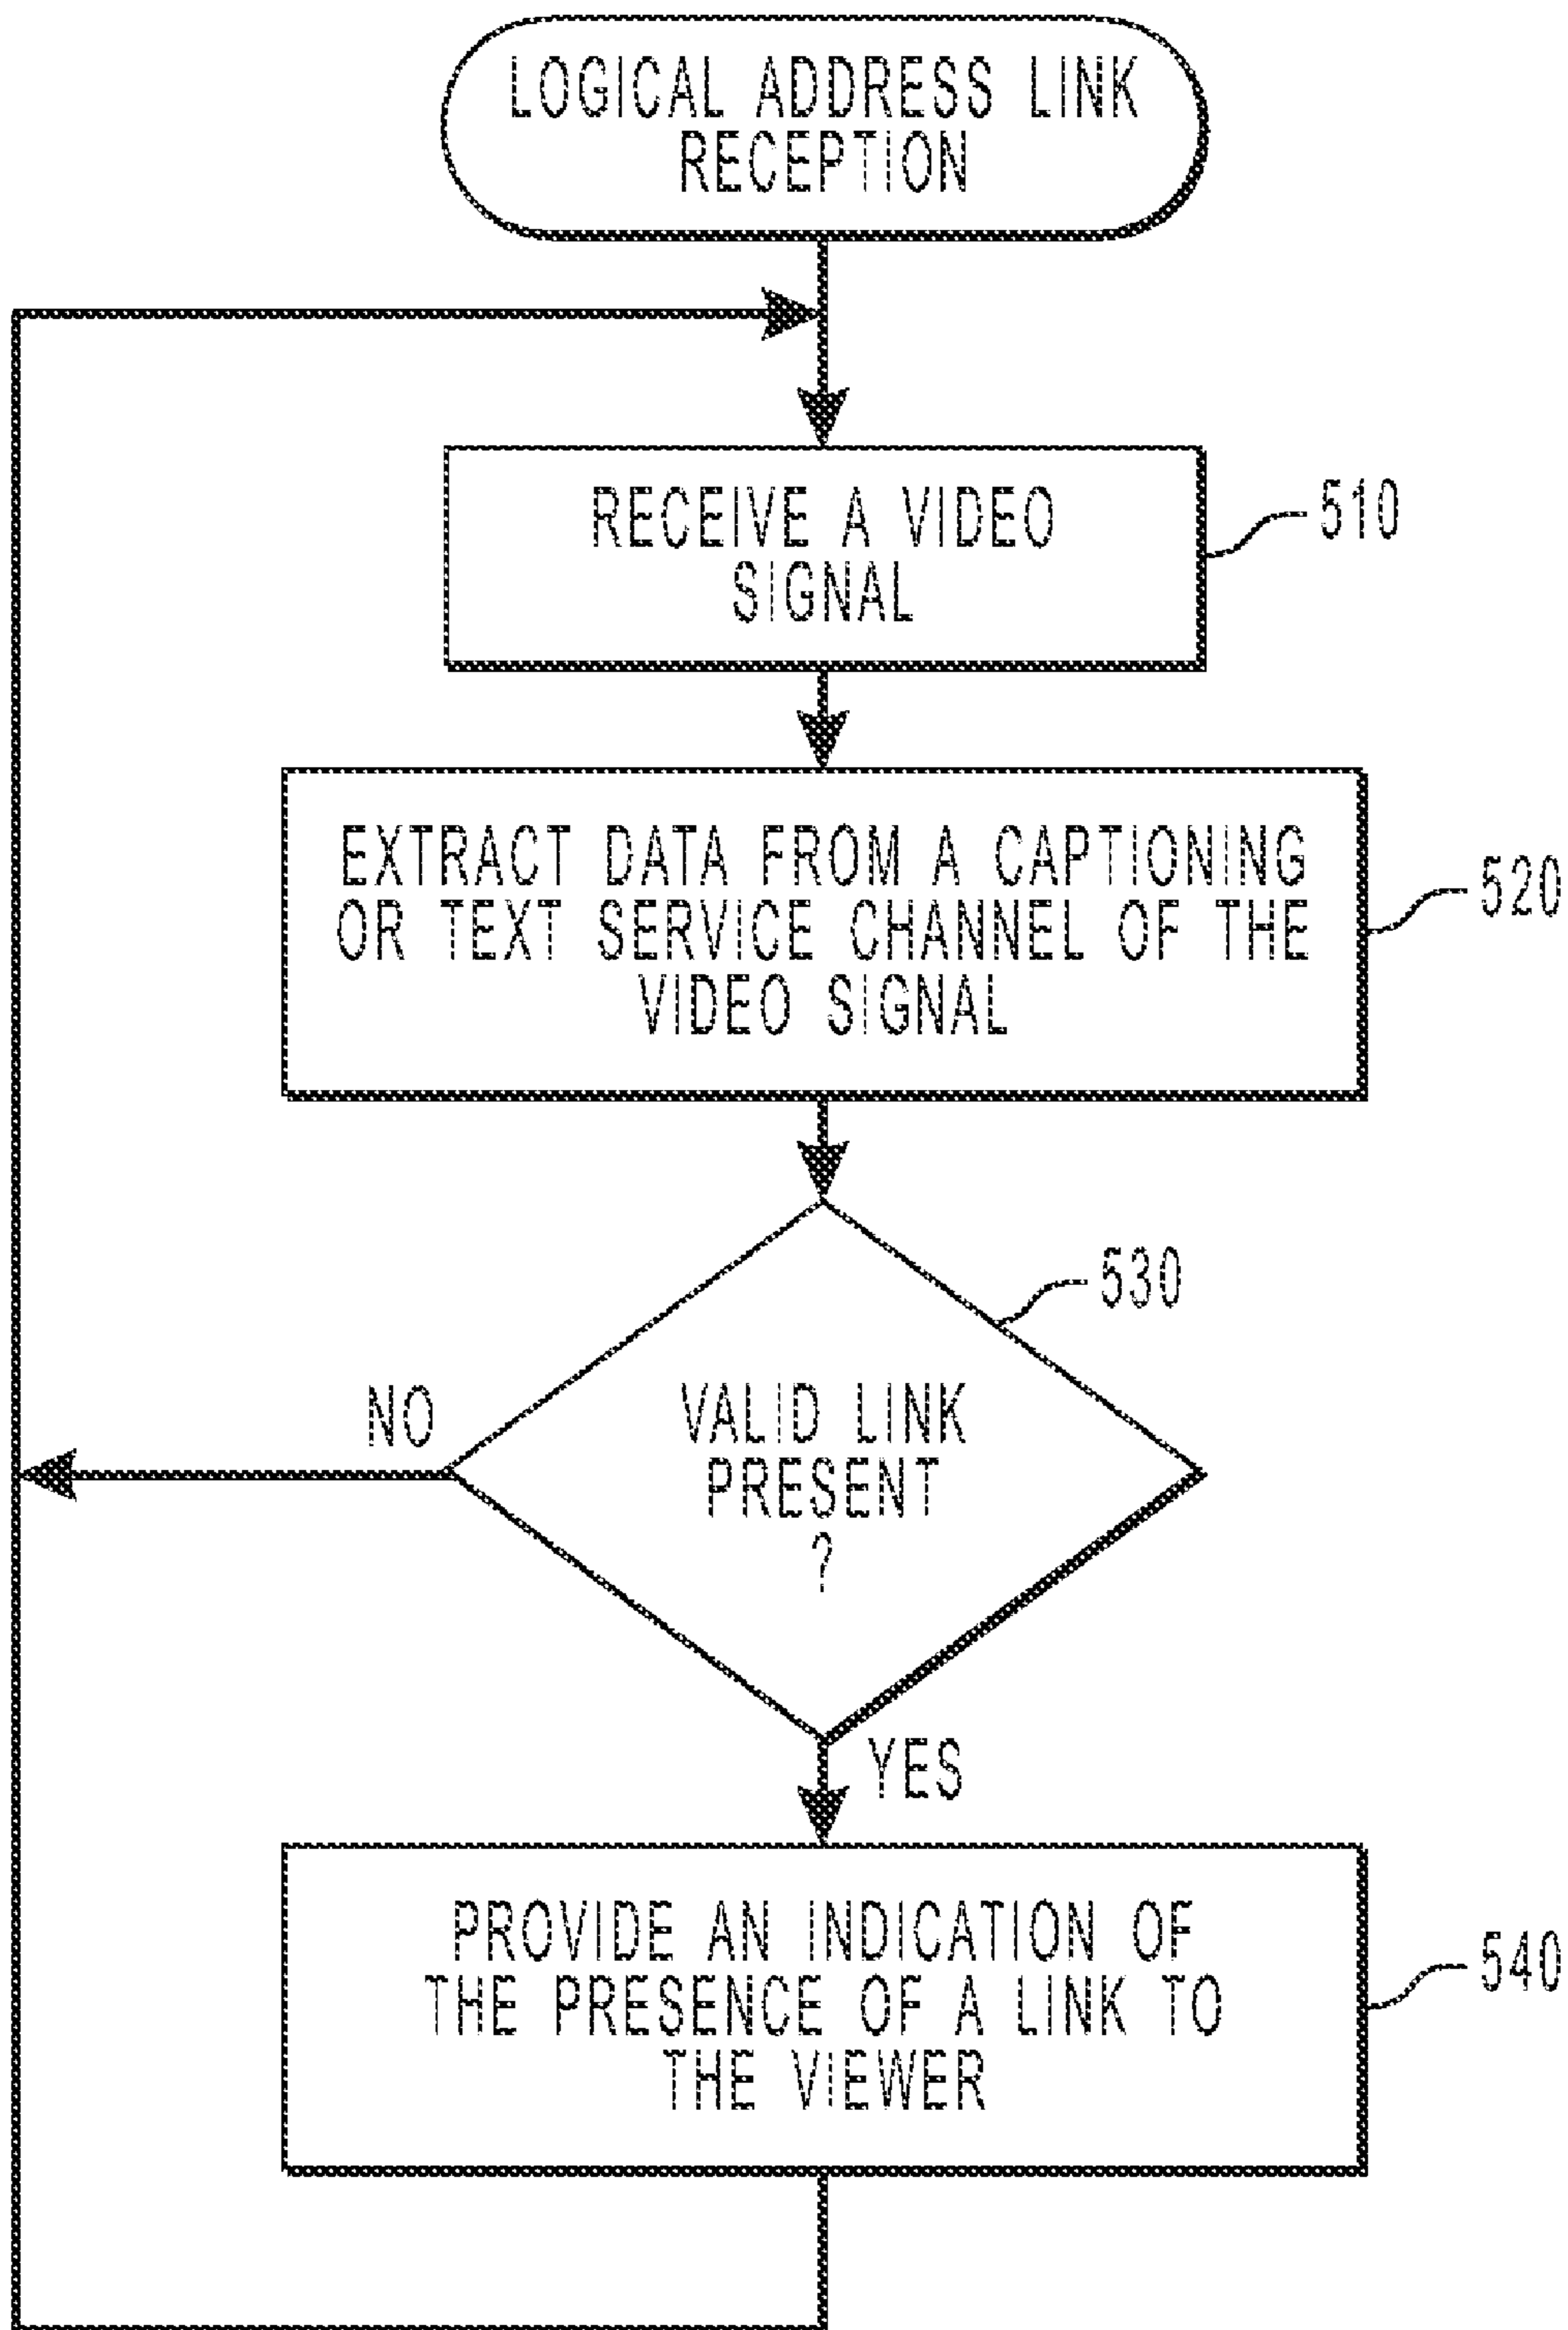 LOGICAL ADDRESS LINK
RECEPTION
RECEIVE A VIDEO
SIGNAL
510
EXTRACT DATA FROM A CAPTIONING
OR TEXT SERVICE CHANNEL OF THE
VIDEO SIGNAL
520
530
NO
VALID LINK
PRESENT
?
YES
PROVIDE AN INDICATION OF
THE PRESENCE OF A LINK TO
THE VIEWER
540